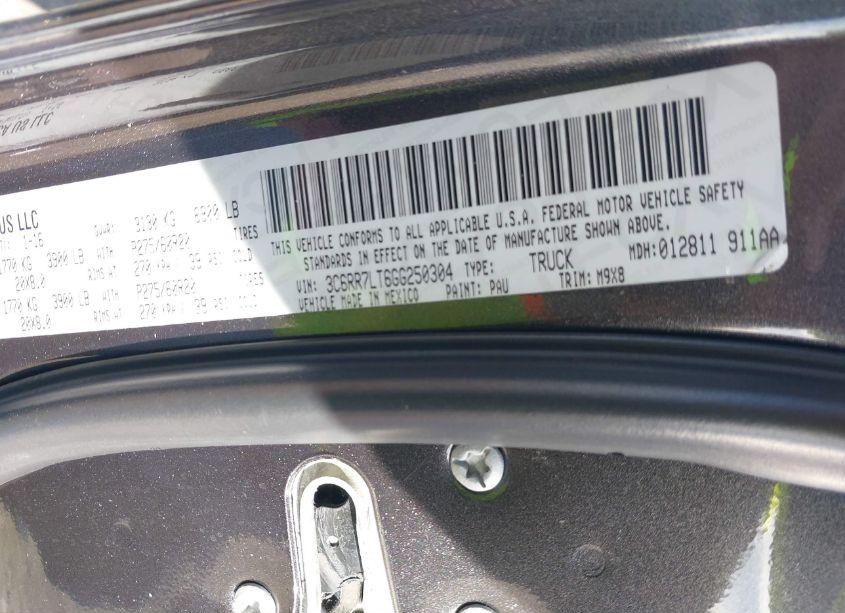 US LLC
1-16 GVWR: 3130 KG 6900 LB
THIS VEHICLE CONFORMS TO ALL APPLICABLE U.S.A. FEDERAL MOTOR VEHICLE SAFETY
STANDARDS IN EFFECT ON THE DATE OF MANUFACTURE SHOWN ABOVE.
1770 KG 3900 LB WITH P275/60R20 TIRES
20X8.0 RIMS AT 270 KPA/ 39 PSI COLD
1770 KG 3900 LB WITH P275/60R20 TIRES
20X8.0 RIMS AT 270 KPA/ 39 PSI COLD
MDH: 012811 911AA
VIN: 3C6RR7LT6GG250304 TYPE: TRUCK
VEHICLE MADE IN MEXICO PAINT: PAU TRIM: M9X8